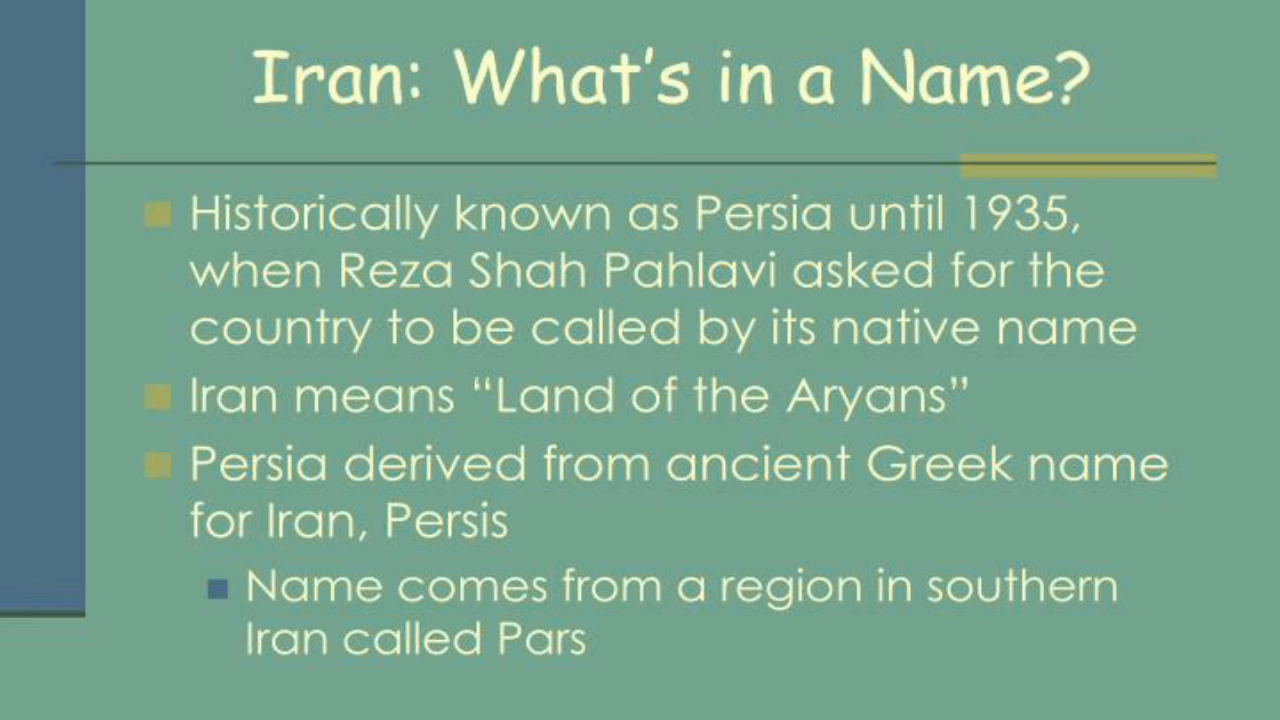 Iran: What’s in a Name?
Historically known as Persia until 1935,
when Reza Shah Pahlavi asked for the
country to be called by its native name
Iran means “Land of the Aryans”
Persia derived from ancient Greek name
for Iran, Persis
Name comes from a region in southern
Iran called Pars